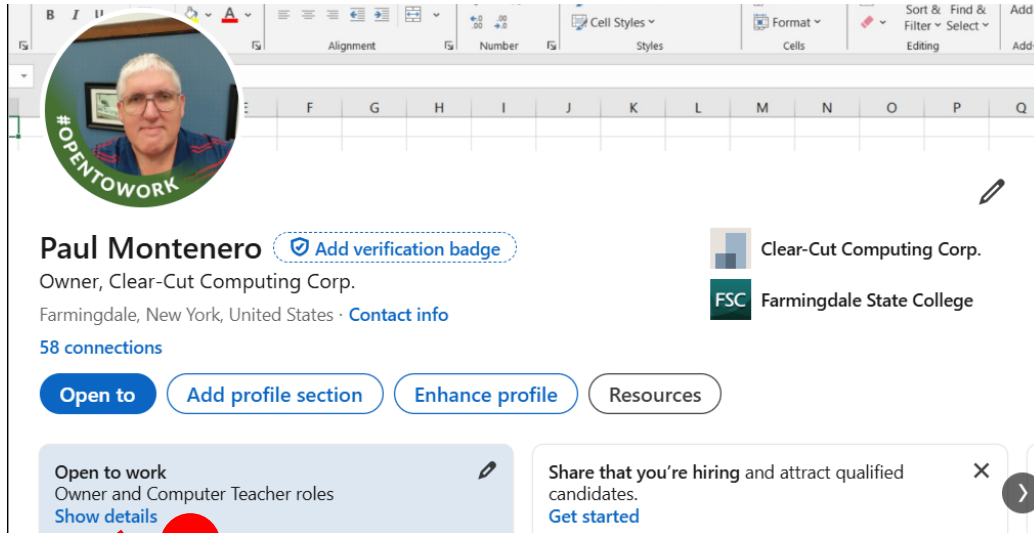 B I U A
Cell Styles
Format
Sort & Find &
Filter Select
Add
Alignment Number Styles Cells Editing Add
E F G H I J K L M N O P Q
#OPENTOWORK
Paul Montenero Add verification badge
Owner, Clear-Cut Computing Corp.
Farmingdale, New York, United States · Contact info
58 connections
Clear-Cut Computing Corp.
FSC Farmingdale State College
Open to Add profile section Enhance profile Resources
Open to work
Owner and Computer Teacher roles
Show details
Share that you're hiring and attract qualified
candidates.
Get started